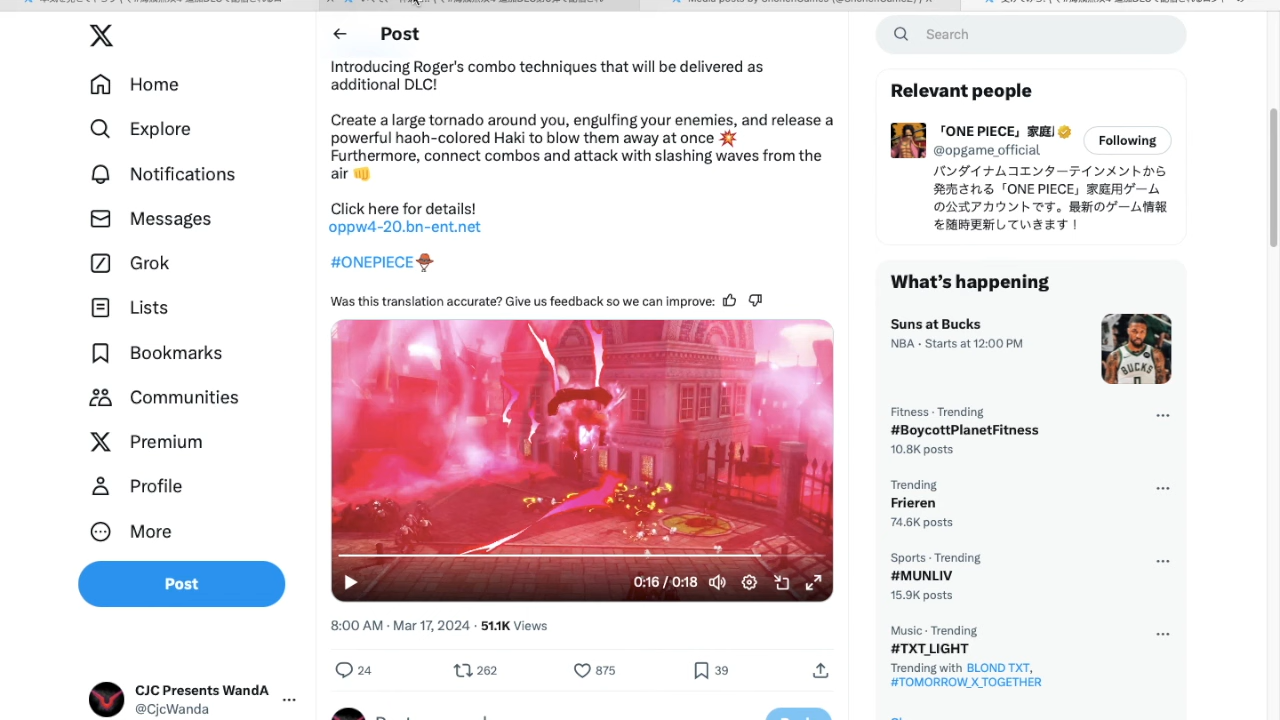 Post
Search
Introducing Roger's combo techniques that will be delivered as
additional DLC!
Create a large tornado around you, engulfing your enemies, and release a
powerful haoh-colored Haki to blow them away at once 💥
Furthermore, connect combos and attack with slashing waves from the
air 👊
Click here for details!
oppw4-20.bn-ent.net
#ONEPIECE
Was this translation accurate? Give us feedback so we can improve:
0:16 / 0:18
8:00 AM · Mar 17, 2024 · 51.1K Views
24
262
875
39
Home
Explore
Notifications
Messages
Grok
Lists
Bookmarks
Communities
Premium
Profile
More
Post
CJC Presents WandA
@CjcWanda
Relevant people
「ONE PIECE」家庭
@opgame_official
Following
バンダイナムコエンターテインメントから
発売される「ONE PIECE」家庭用ゲーム
の公式アカウントです。最新のゲーム情報
を随時更新していきます！
What's happening
Suns at Bucks
NBA · Starts at 12:00 PM
BUCKS
Fitness · Trending
#BoycottPlanetFitness
10.8K posts
Trending
Frieren
74.6K posts
Sports · Trending
#MUNLIV
15.9K posts
Music · Trending
#TXT_LIGHT
Trending with BLOND TXT,
#TOMORROW_X_TOGETHER